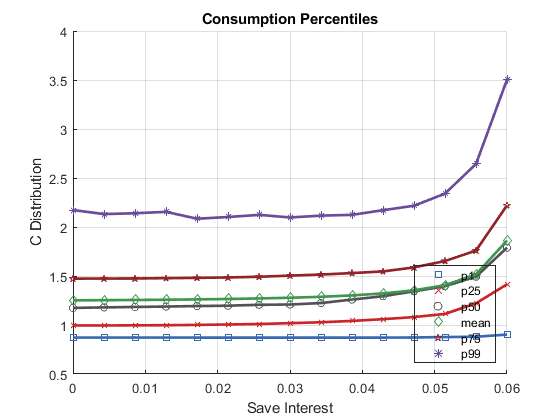 Consumption Percentiles
4
3.5
3
2.5
2
1.5
1
0.5
C Distribution
p1
p25
p50
mean
p75
p99
0 0.01 0.02 0.03 0.04 0.05 0.06
Save Interest